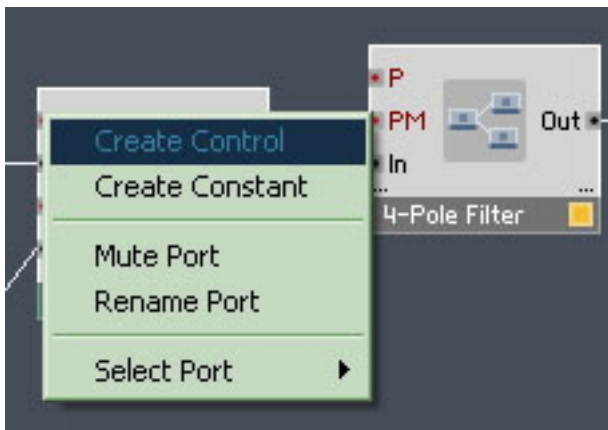 P
PM
In
Out
...
...
4-Pole Filter
Create Control
Create Constant
Mute Port
Rename Port
Select Port